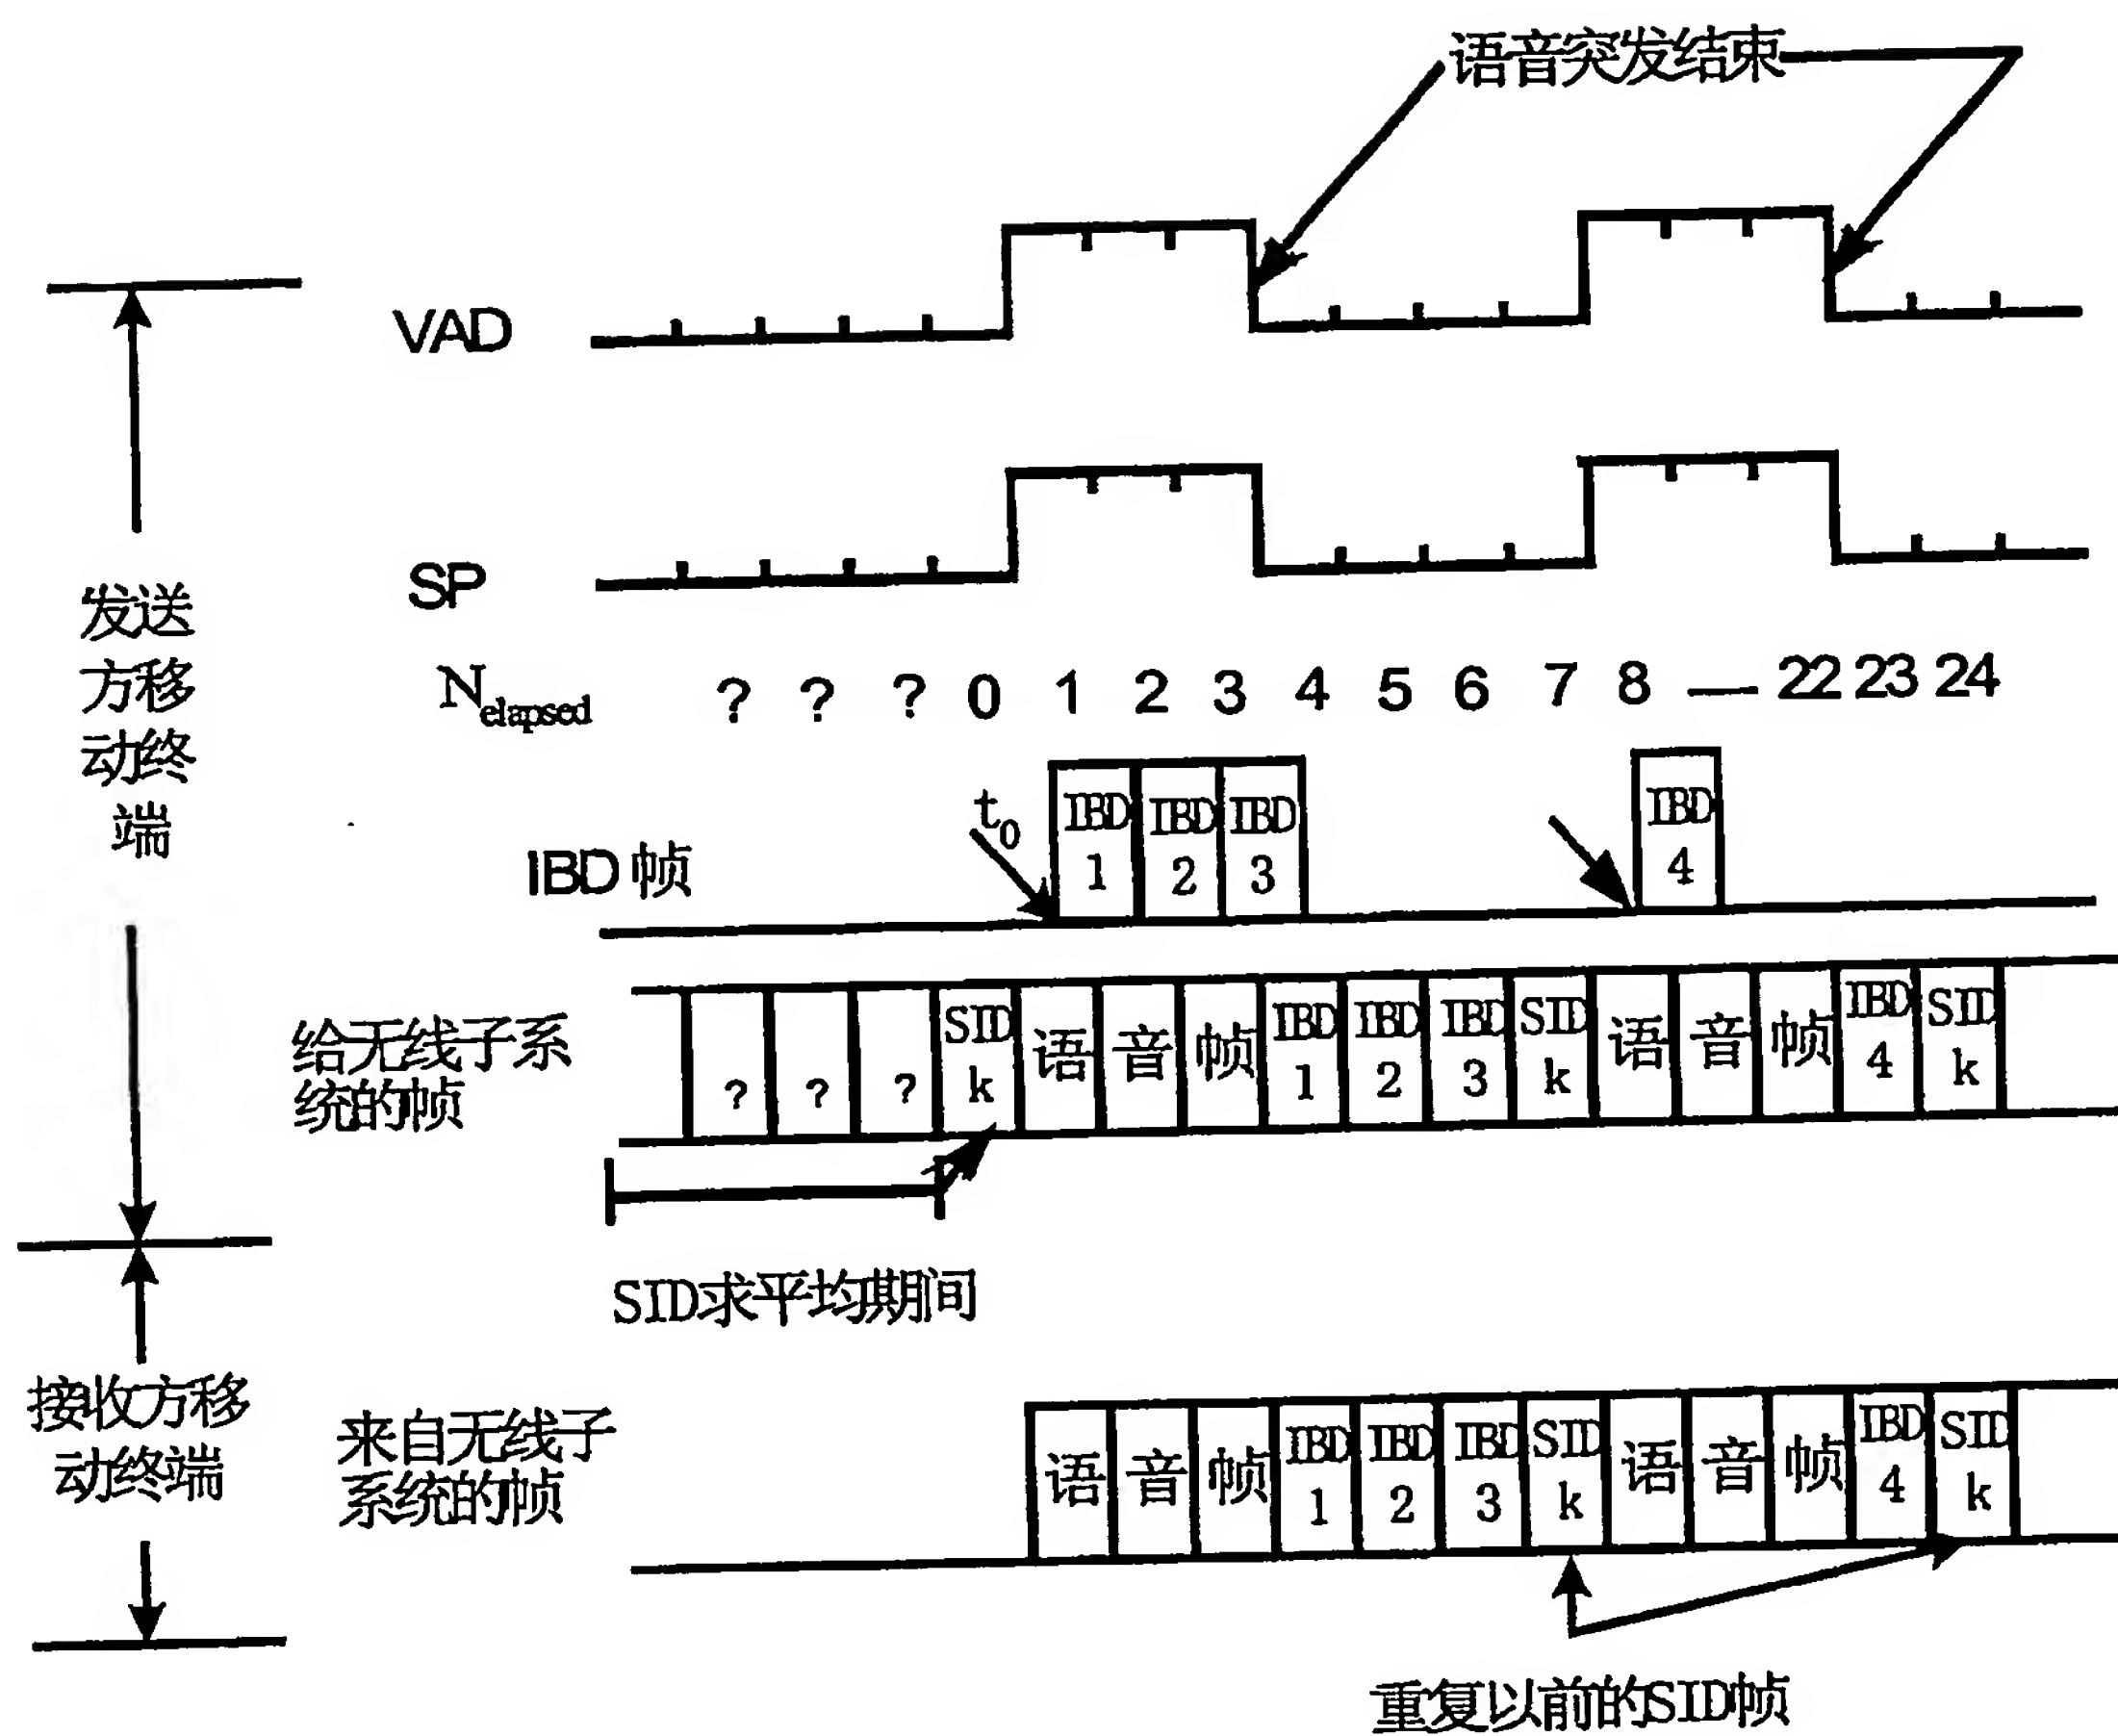 语音突发结束
VAD
SP
N elapsed ? ? ? 0 1 2 3 4 5 6 7 8 — 22 23 24
发送
方移
动终
端
t0
IBD 1 IBD 2 IBD 3 IBD 4
IBD 帧
给无线子系
统的帧
? ? ? SID k 语 音 帧 IBD 1 IBD 2 IBD 3 SID k 语 音 帧 IBD 4 SID k
SID求平均期间
接收方移
动终端
来自无线子
系统的帧
语 音 帧 IBD 1 IBD 2 IBD 3 SID k 语 音 帧 IBD 4 SID k
重复以前的SID帧